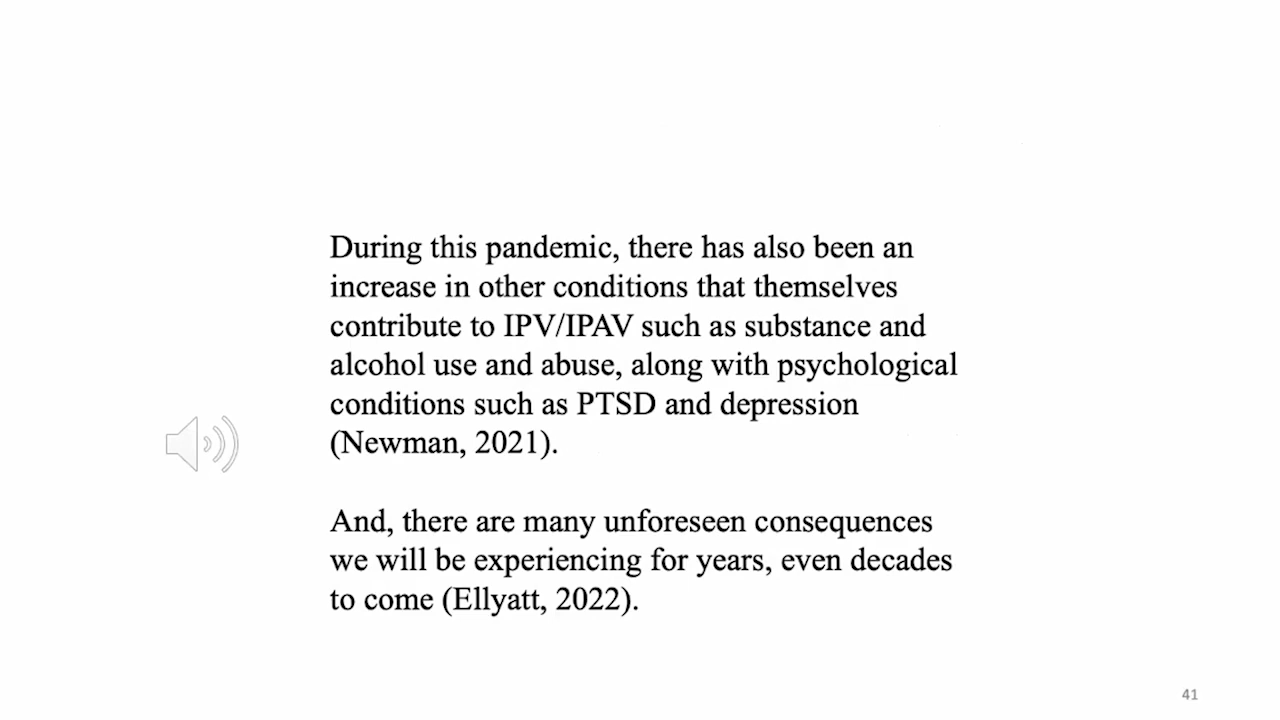 During this pandemic, there has also been an
increase in other conditions that themselves
contribute to IPV/IPAV such as substance and
alcohol use and abuse, along with psychological
conditions such as PTSD and depression
(Newman, 2021).
And, there are many unforeseen consequences
we will be experiencing for years, even decades
to come (Ellyatt, 2022).
41